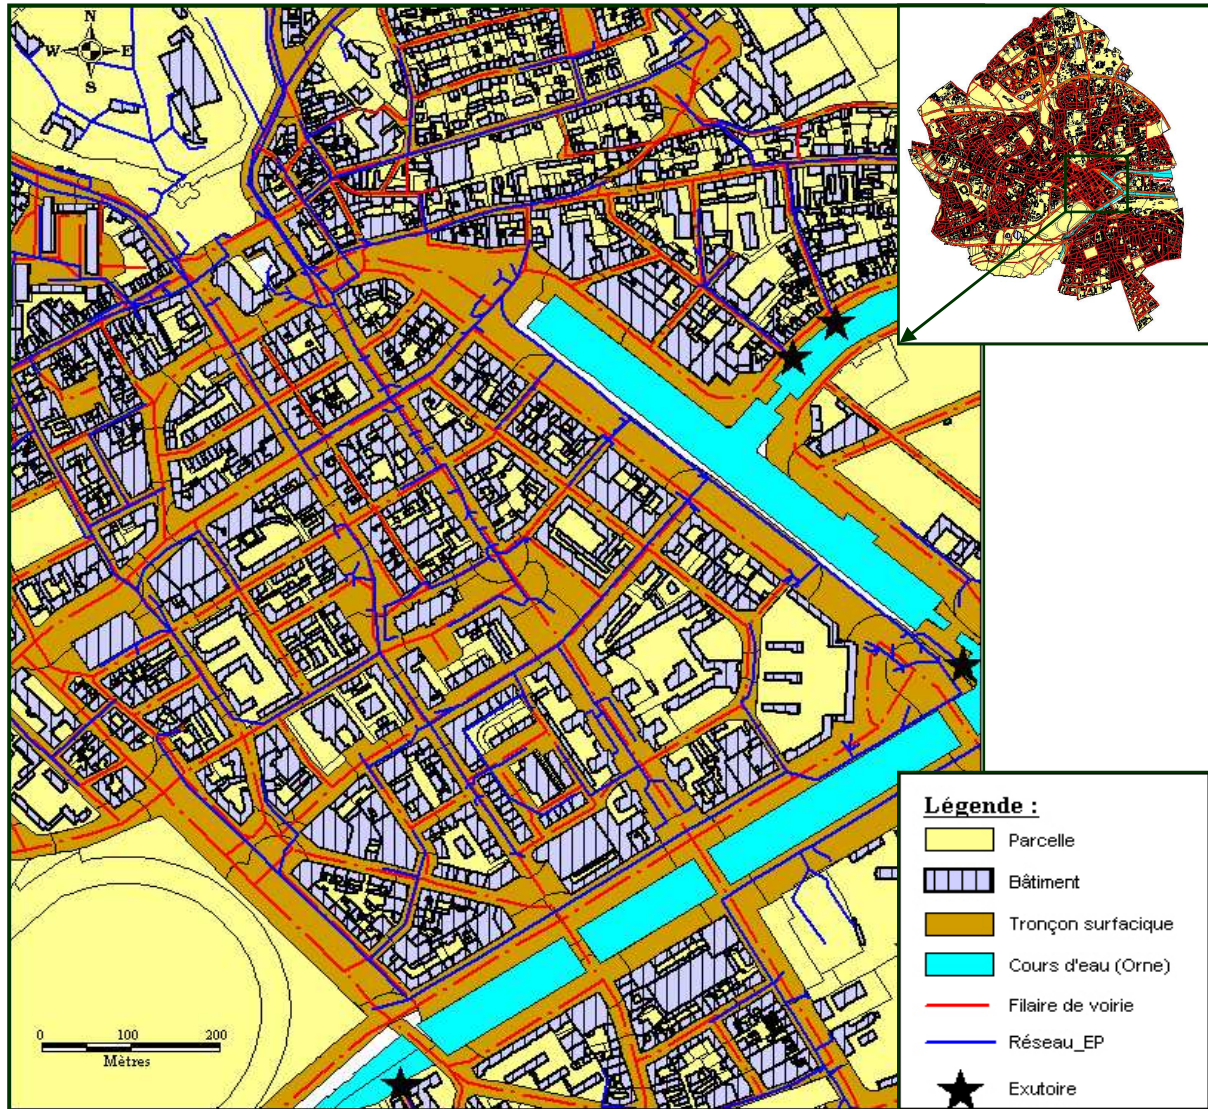 N
W E
S
Légende :
Parcelle
Bâtiment
Tronçon surfacique
Cours d'eau (Orne)
Filaire de voirie
Réseau_EP
Exutoire
0 100 200
Mètres